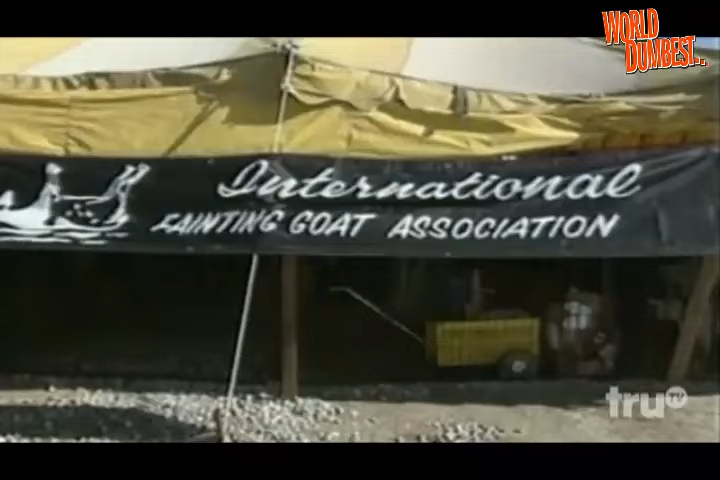 WORLD
DUMBEST..
International
FAINTING GOAT ASSOCIATION
truTV